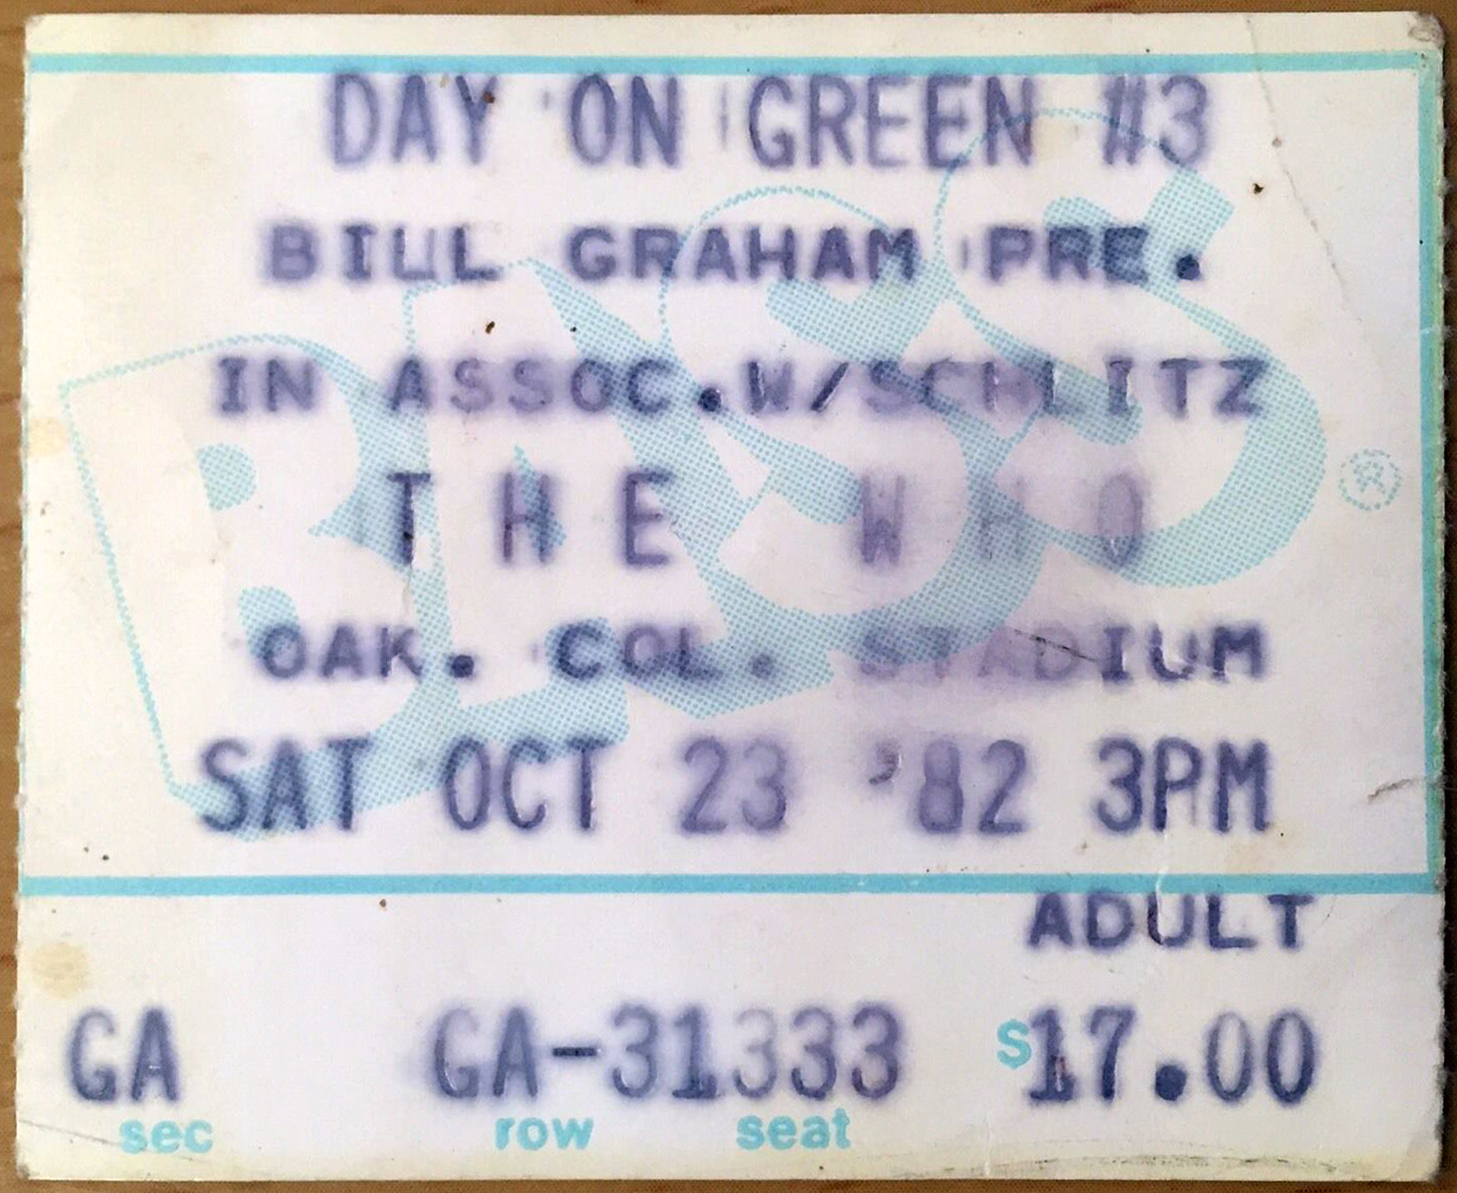 DAY ON GREEN #3
BILL GRAHAM PRE.
IN ASSOC.W/SCHLITZ
THE WHO
OAK. COL. STADIUM
SAT OCT 23 '82 3PM
BASS®
ADULT
GA GA-31333 $17.00
sec row seat